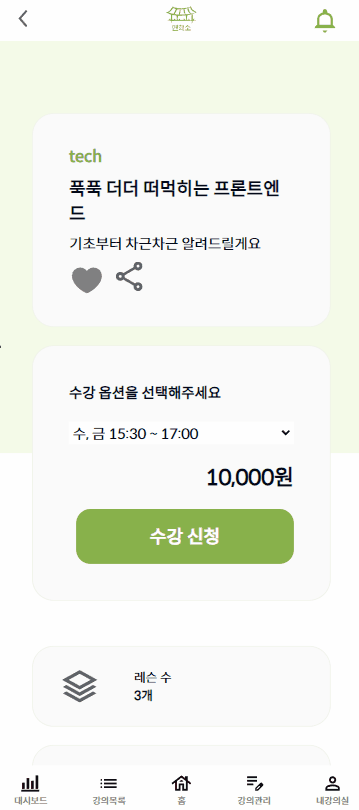 tech
푹푹 더더 떠먹히는 프론트엔
드
기초부터 차근차근 알려드릴게요
수강 옵션을 선택해주세요
수, 금 15:30 ~ 17:00
10,000원
수강 신청
레슨 수
3개
대시보드
강의목록
홈
강의관리
내강의실